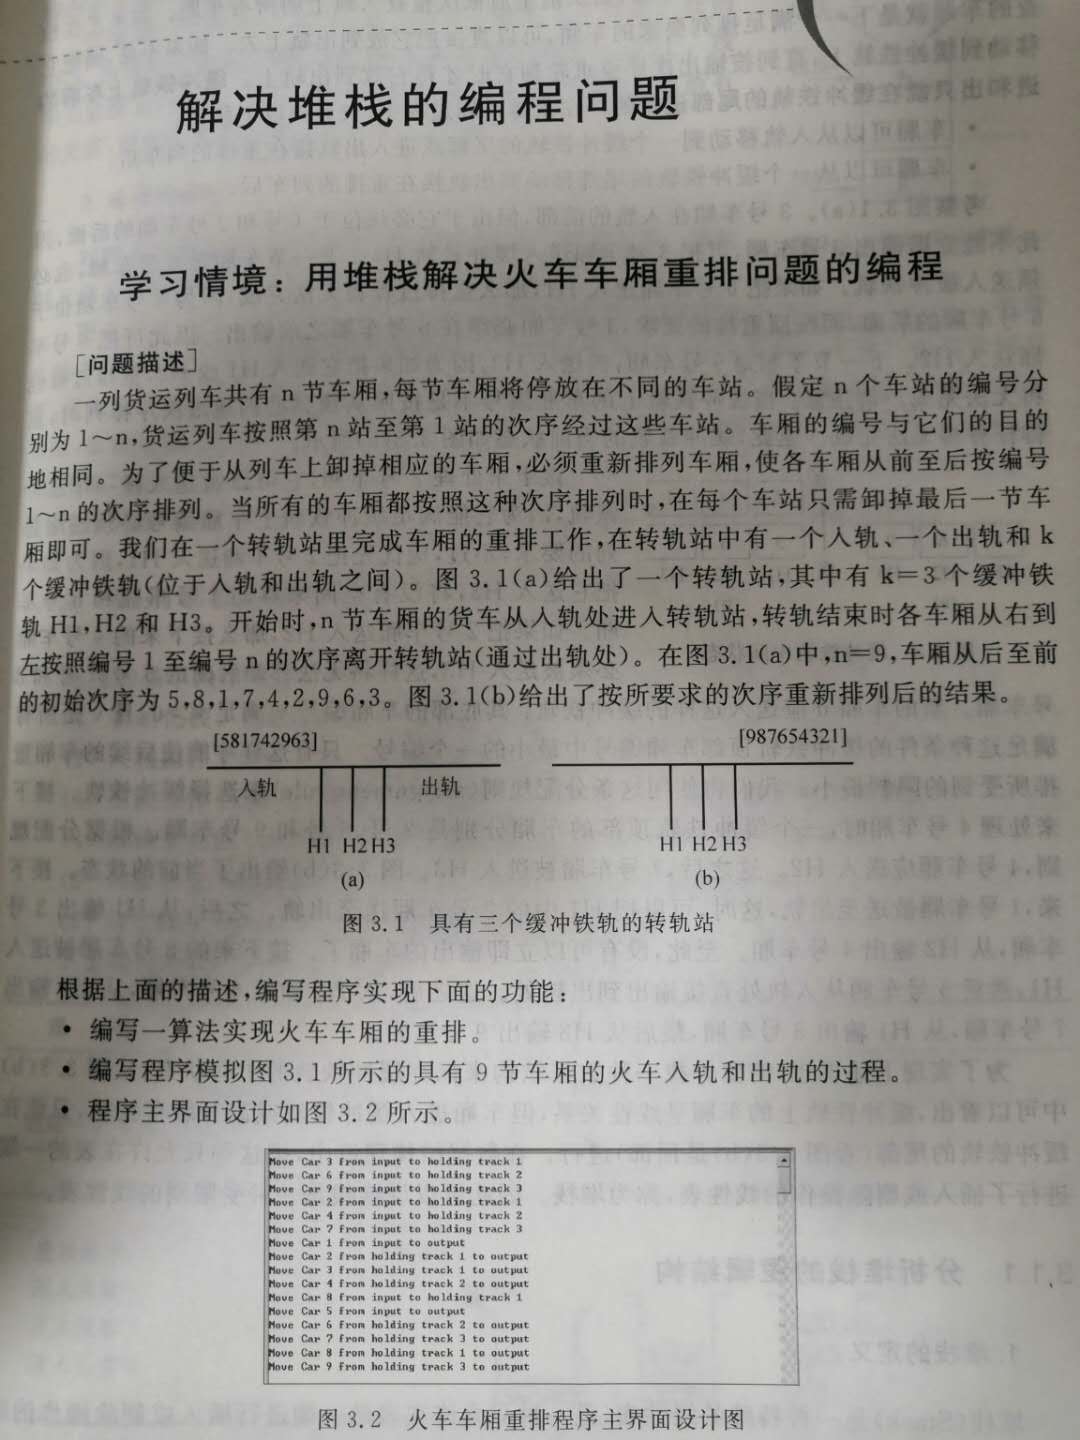 解决堆栈的编程问题
学习情境：用堆栈解决火车车厢重排问题的编程
［问题描述］
一列货运列车共有 n 节车厢，每节车厢将停放在不同的车站。假定 n 个车站的编号分
别为 1～n，货运列车按照第 n 站至第 1 站的次序经过这些车站。车厢的编号与它们的目的
地相同。为了便于从列车上卸掉相应的车厢，必须重新排列车厢，使各车厢从前至后按编号
1～n 的次序排列。当所有的车厢都按照这种次序排列时，在每个车站只需卸掉最后一节车
厢即可。我们在一个转轨站里完成车厢的重排工作，在转轨站中有一个入轨、一个出轨和 k
个缓冲铁轨(位于入轨和出轨之间)。图 3.1(a)给出了一个转轨站，其中有 k＝3 个缓冲铁
轨 H1，H2 和 H3。开始时，n 节车厢的货车从入轨处进入转轨站，转轨结束时各车厢从右到
左按照编号 1 至编号 n 的次序离开转轨站(通过出轨处)。在图 3.1(a)中，n＝9，车厢从后至前
的初始次序为 5，8，1，7，4，2，9，6，3。图 3.1(b)给出了按所要求的次序重新排列后的结果。
[581742963] [987654321]
入轨 出轨
H1 H2 H3 H1 H2 H3
(a) (b)
图 3.1 具有三个缓冲铁轨的转轨站
根据上面的描述，编写程序实现下面的功能：
• 编写一算法实现火车车厢的重排。
• 编写程序模拟图 3.1 所示的具有 9 节车厢的火车入轨和出轨的过程。
• 程序主界面设计如图 3.2 所示。
Move Car 3 from input to holding track 1
Move Car 6 from input to holding track 2
Move Car 9 from input to holding track 3
Move Car 2 from input to holding track 1
Move Car 4 from input to holding track 2
Move Car 7 from input to holding track 3
Move Car 1 from input to output
Move Car 2 from holding track 1 to output
Move Car 3 from holding track 1 to output
Move Car 4 from holding track 2 to output
Move Car 8 from input to holding track 1
Move Car 5 from input to output
Move Car 6 from holding track 2 to output
Move Car 7 from holding track 3 to output
Move Car 8 from holding track 1 to output
Move Car 9 from holding track 3 to output
图 3.2 火车车厢重排程序主界面设计图